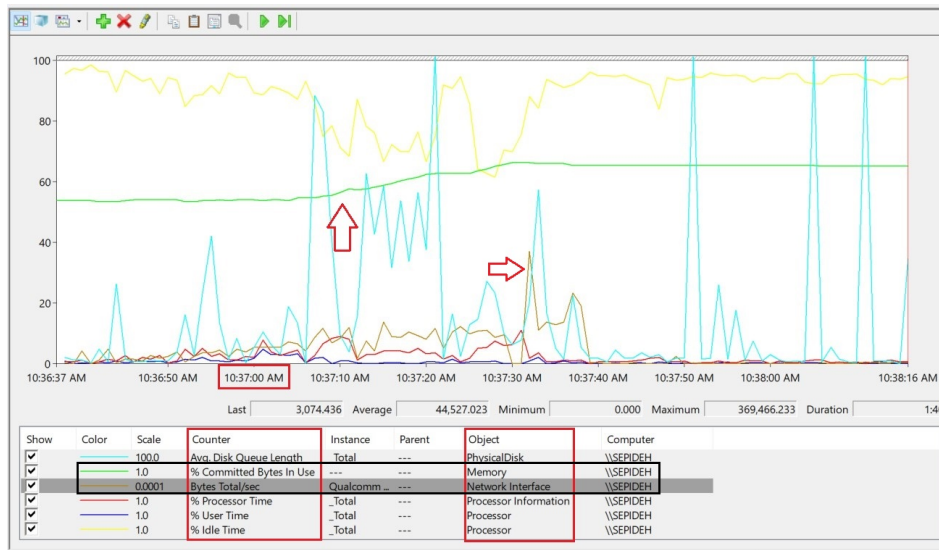 100
80
60
40
20
0
10:36:37 AM 10:36:50 AM 10:37:00 AM 10:37:10 AM 10:37:20 AM 10:37:30 AM 10:37:40 AM 10:37:50 AM 10:38:00 AM 10:38:16 AM
Last 3,074.436 Average 44,527.023 Minimum 0.000 Maximum 369,466.233 Duration 1:40
Show Color Scale Counter Instance Parent Object Computer
100.0 Avg. Disk Queue Length _Total --- PhysicalDisk \\SEPIDEH
1.0 % Committed Bytes In Use --- --- Memory \\SEPIDEH
0.0001 Bytes Total/sec Qualcomm ... --- Network Interface \\SEPIDEH
1.0 % Processor Time _Total --- Processor Information \\SEPIDEH
1.0 % User Time _Total --- Processor \\SEPIDEH
1.0 % Idle Time _Total --- Processor \\SEPIDEH